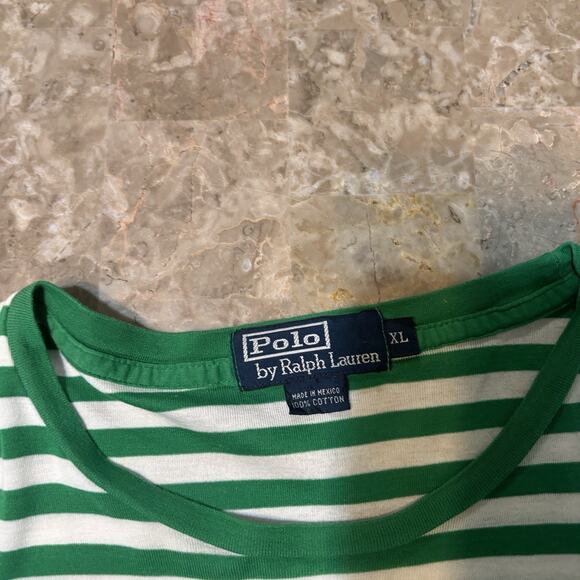 Polo
by Ralph Lauren
XL
MADE IN MEXICO
100% COTTON